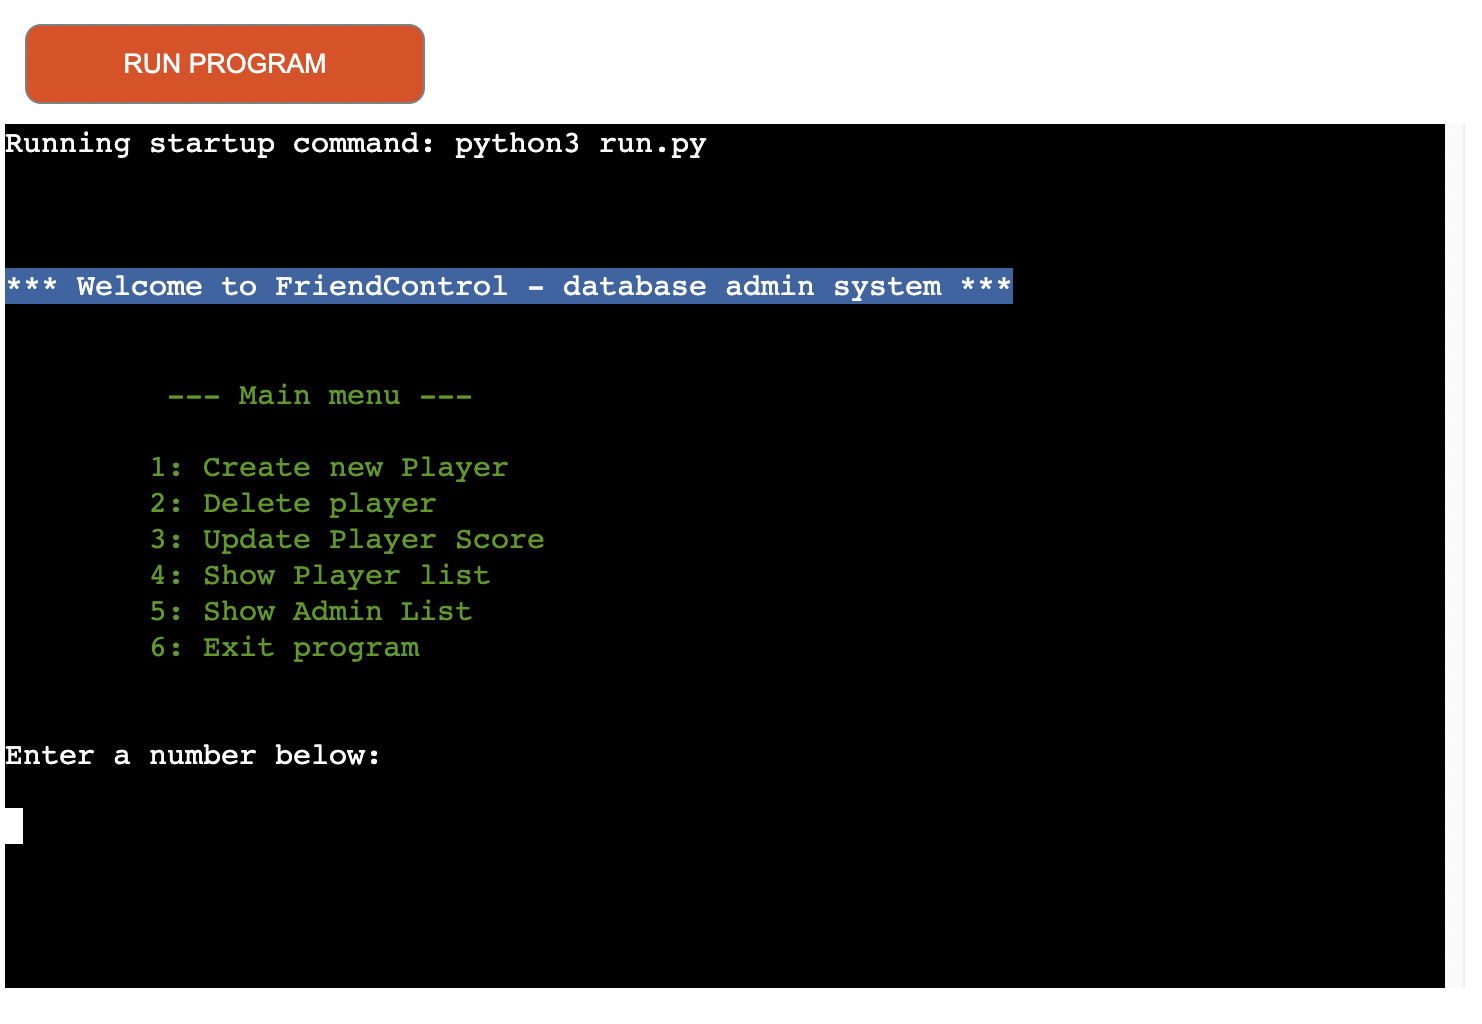 RUN PROGRAM
Running startup command: python3 run.py
*** Welcome to FriendControl - database admin system ***
--- Main menu ---
1: Create new Player
2: Delete player
3: Update Player Score
4: Show Player list
5: Show Admin List
6: Exit program
Enter a number below: